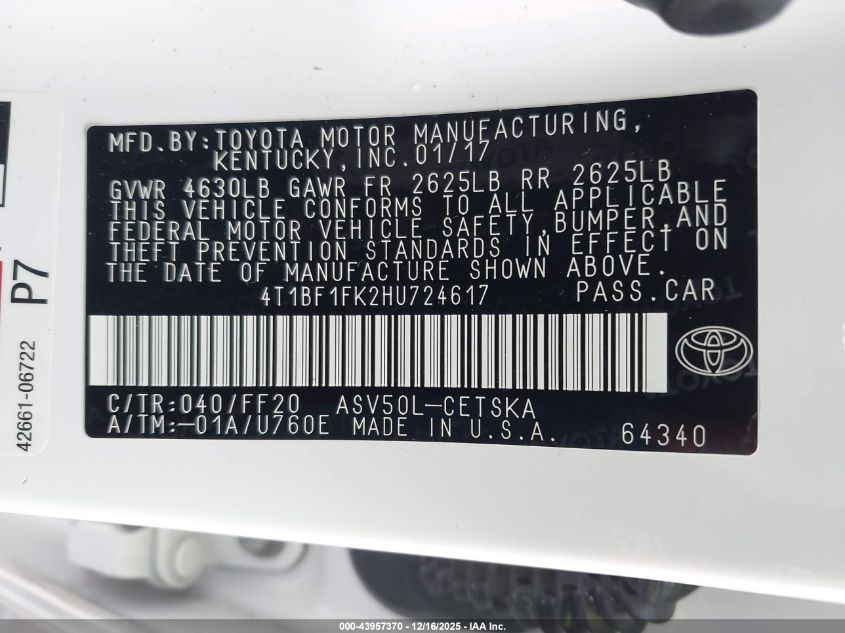 MFD.BY:TOYOTA MOTOR MANUFACTURING,
KENTUCKY,INC.01/17
GVWR 4630LB GAWR FR 2625LB RR 2625LB
THIS VEHICLE CONFORMS TO ALL APPLICABLE
FEDERAL MOTOR VEHICLE SAFETY,BUMPER,AND
THEFT PREVENTION STANDARDS IN EFFECT ON
THE DATE OF MANUFACTURE SHOWN ABOVE.
4T1BF1FK2HU724617 PASS.CAR
C/TR:040/FF20 ASV50L-CETSKA
A/TM:-01A/U760E MADE IN U.S.A. 64340
42661-06722
P7
000-43957370 - 12/16/2025 - IAA Inc.